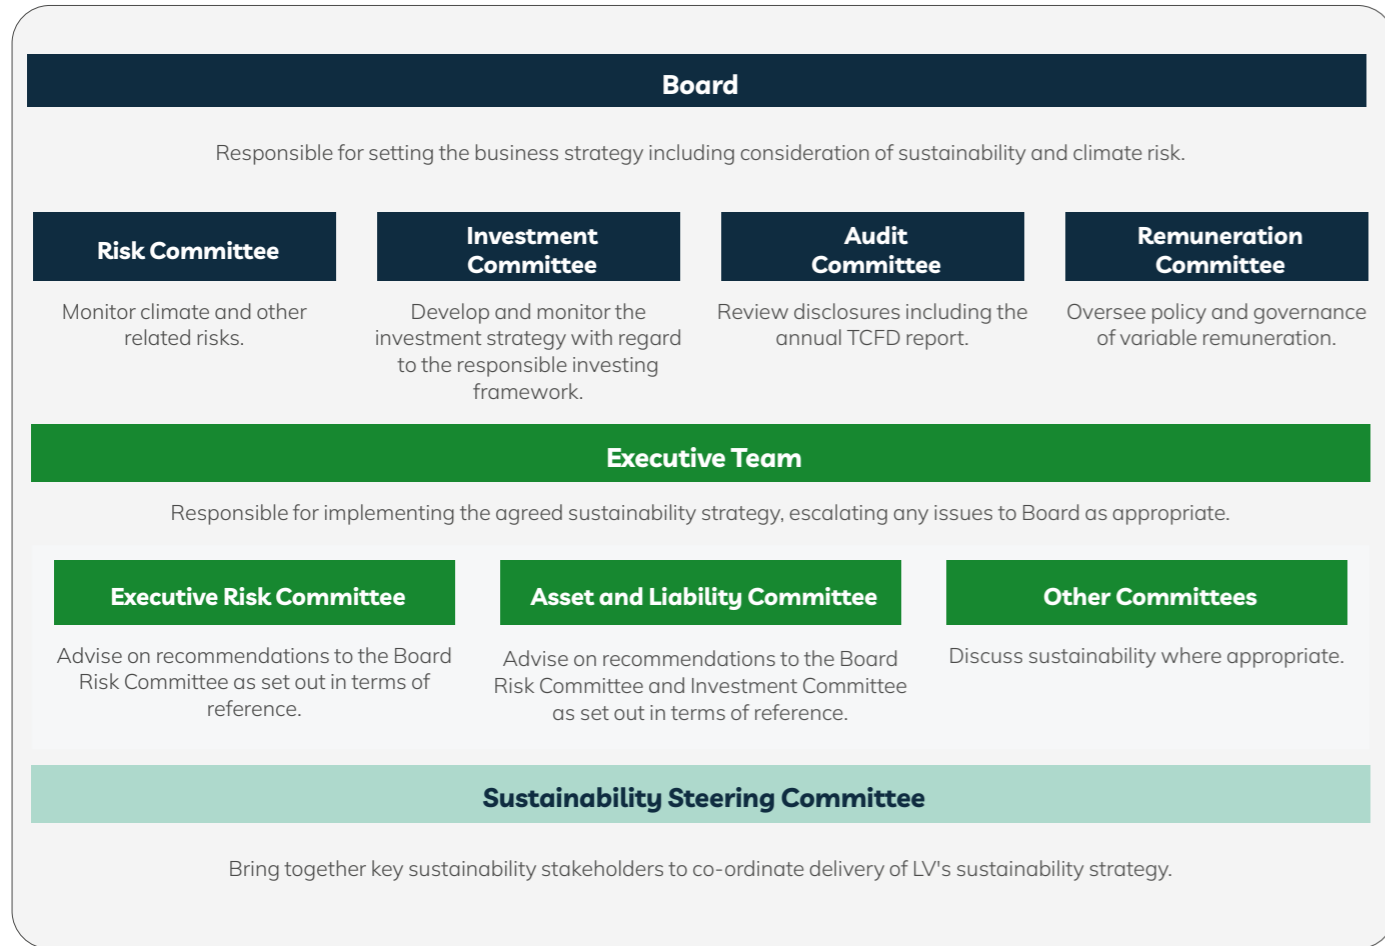 Board
Responsible for setting the business strategy including consideration of sustainability and climate risk.
Risk Committee
Monitor climate and other
related risks.
Investment
Committee
Develop and monitor the
investment strategy with regard
to the responsible investing
framework.
Audit
Committee
Review disclosures including the
annual TCFD report.
Remuneration
Committee
Oversee policy and governance
of variable remuneration.
Executive Team
Responsible for implementing the agreed sustainability strategy, escalating any issues to Board as appropriate.
Executive Risk Committee
Advise on recommendations to the Board
Risk Committee as set out in terms of
reference.
Asset and Liability Committee
Advise on recommendations to the Board
Risk Committee and Investment Committee
as set out in terms of reference.
Other Committees
Discuss sustainability where appropriate.
Sustainability Steering Committee
Bring together key sustainability stakeholders to co-ordinate delivery of LV's sustainability strategy.